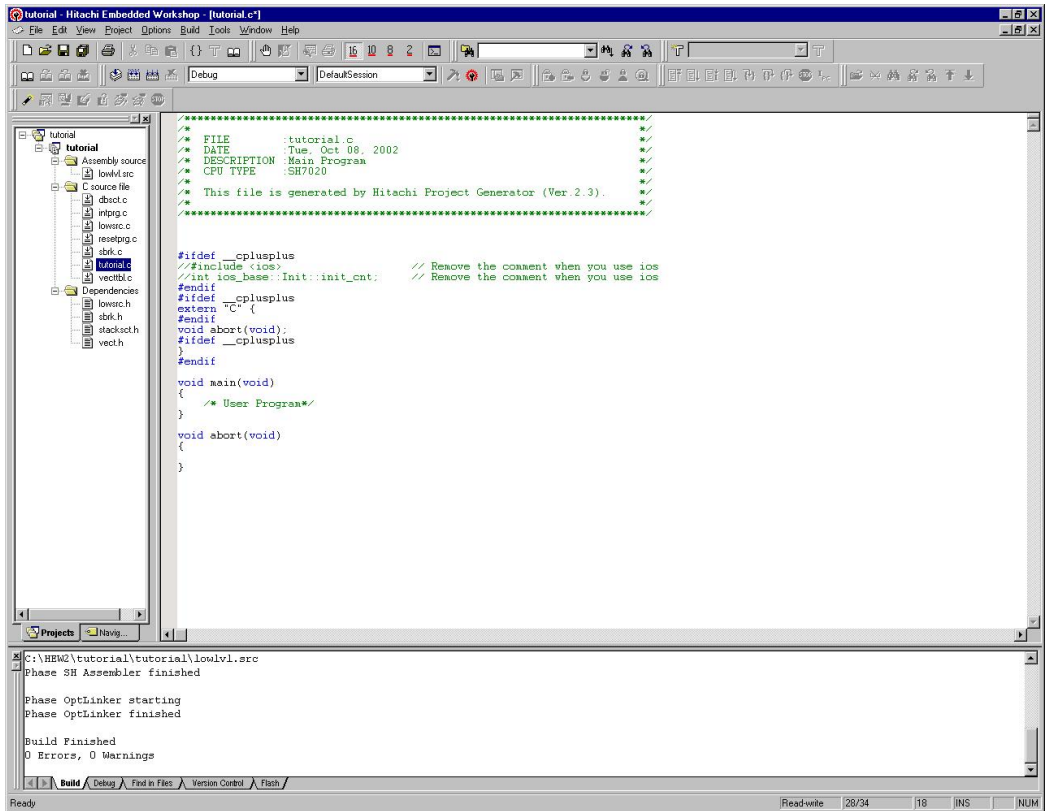 tutorial - Hitachi Embedded Workshop - [tutorial.c*]
File Edit View Project Options Build Tools Window Help
16 10 8 2
Debug DefaultSession
tutorial
tutorial
Assembly source
lowlvl.src
C source file
dbsct.c
intprg.c
lowsrc.c
resetprg.c
sbrk.c
tutorial.c
vecttbl.c
Dependencies
lowsrc.h
sbrk.h
stacksct.h
vect.h
Projects Navig...
/***********************************************************************/
/*                                                                     */
/*  FILE        :tutorial.c                                            */
/*  DATE        :Tue, Oct 08, 2002                                     */
/*  DESCRIPTION :Main Program                                          */
/*  CPU TYPE    :SH7020                                                */
/*                                                                     */
/*  This file is generated by Hitachi Project Generator (Ver.2.3).     */
/*                                                                     */
/***********************************************************************/
#ifdef __cplusplus
//#include <ios>                    // Remove the comment when you use ios
//int ios_base::Init::init_cnt;     // Remove the comment when you use ios
#endif
#ifdef __cplusplus
extern "C" {
#endif
void abort(void);
#ifdef __cplusplus
}
#endif
void main(void)
{
    /* User Program*/
}
void abort(void)
{
}
C:\HEW2\tutorial\tutorial\lowlvl.src
Phase SH Assembler finished
Phase OptLinker starting
Phase OptLinker finished
Build Finished
0 Errors, 0 Warnings
Build Debug Find in Files Version Control Flash
Ready Read-write 28/34 18 INS NUM